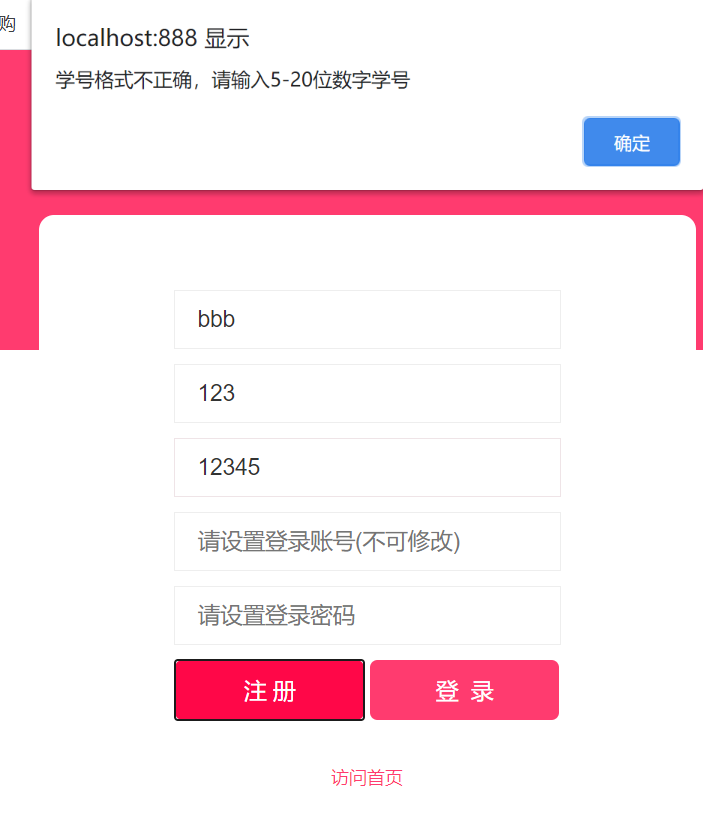 购
localhost:888 显示
学号格式不正确，请输入5-20位数字学号
确定
bbb
123
12345
请设置登录账号(不可修改)
请设置登录密码
注 册
登 录
访问首页